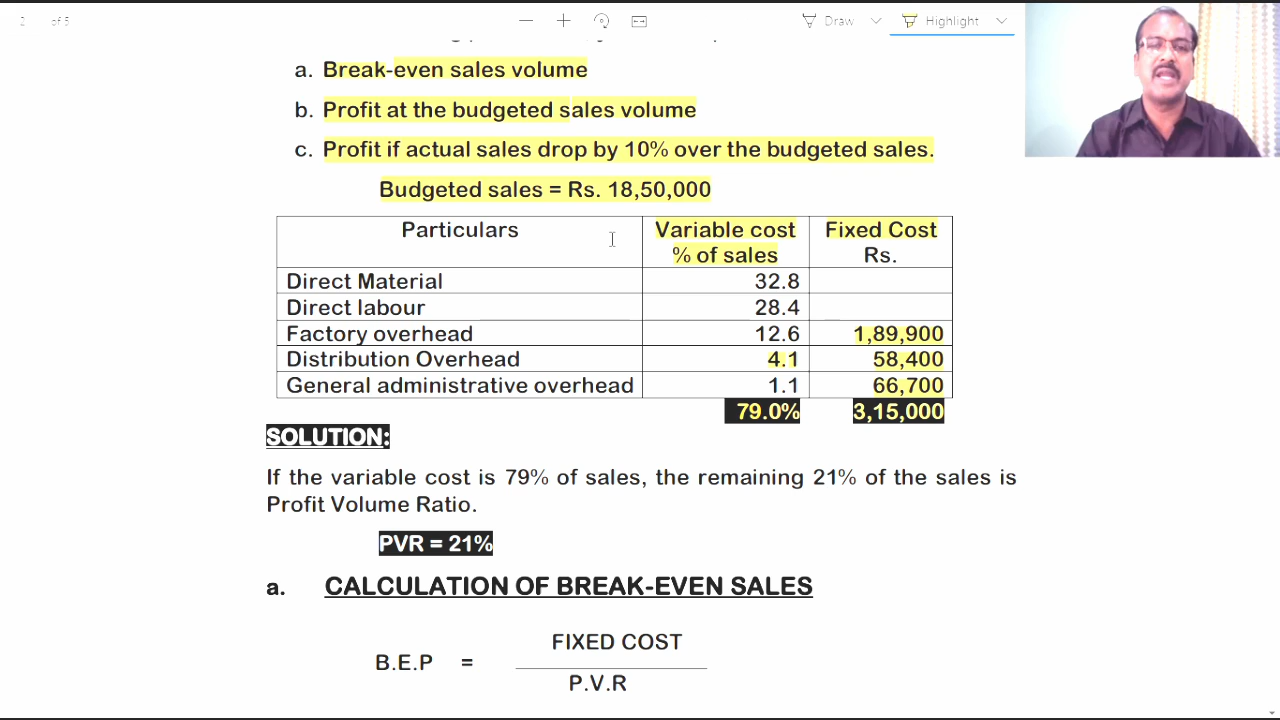 2 of 5
Draw
Highlight
a. Break-even sales volume
b. Profit at the budgeted sales volume
c. Profit if actual sales drop by 10% over the budgeted sales.
Budgeted sales = Rs. 18,50,000
Particulars Variable cost % of sales Fixed Cost Rs.
Direct Material 32.8
Direct labour 28.4
Factory overhead 12.6 1,89,900
Distribution Overhead 4.1 58,400
General administrative overhead 1.1 66,700
79.0% 3,15,000
SOLUTION:
If the variable cost is 79% of sales, the remaining 21% of the sales is
Profit Volume Ratio.
PVR = 21%
a. CALCULATION OF BREAK-EVEN SALES
FIXED COST
B.E.P =
P.V.R